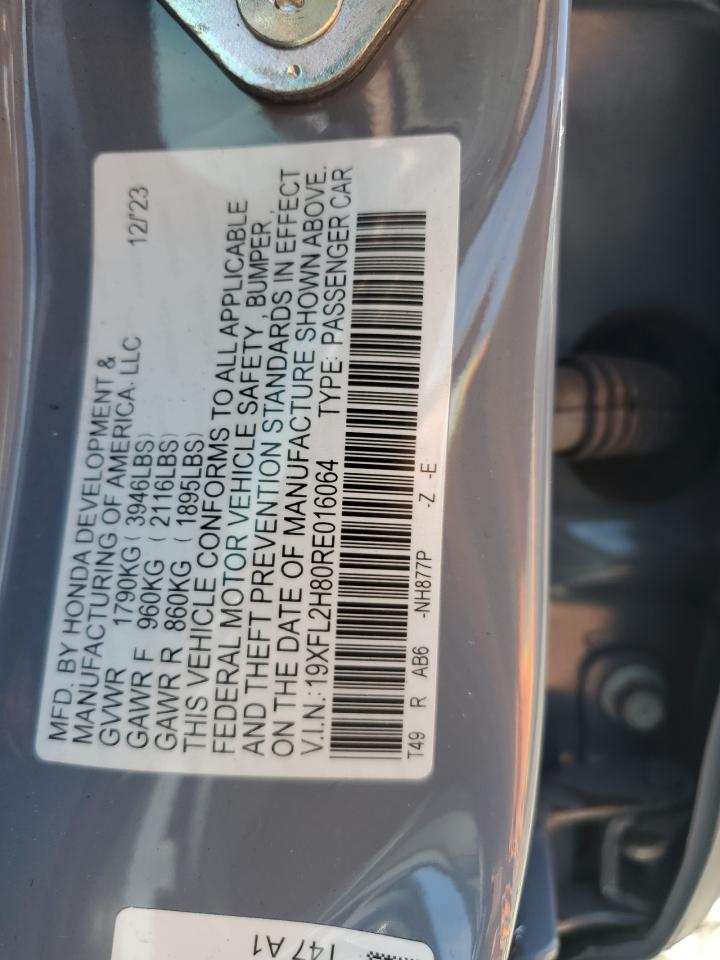 MFD. BY HONDA DEVELOPMENT &
MANUFACTURING OF AMERICA. LLC 12/'23
GVWR 1790KG ( 3946LBS)
GAWR F 960KG ( 2116LBS)
GAWR R 860KG ( 1895LBS)
THIS VEHICLE CONFORMS TO ALL APPLICABLE
FEDERAL MOTOR VEHICLE SAFETY , BUMPER ,
AND THEFT PREVENTION STANDARDS IN EFFECT
ON THE DATE OF MANUFACTURE SHOWN ABOVE.
V.I.N.:19XFL2H80RE016064 TYPE: PASSENGER CAR
T49 R AB6 -NH877P -Z -E
147 A1